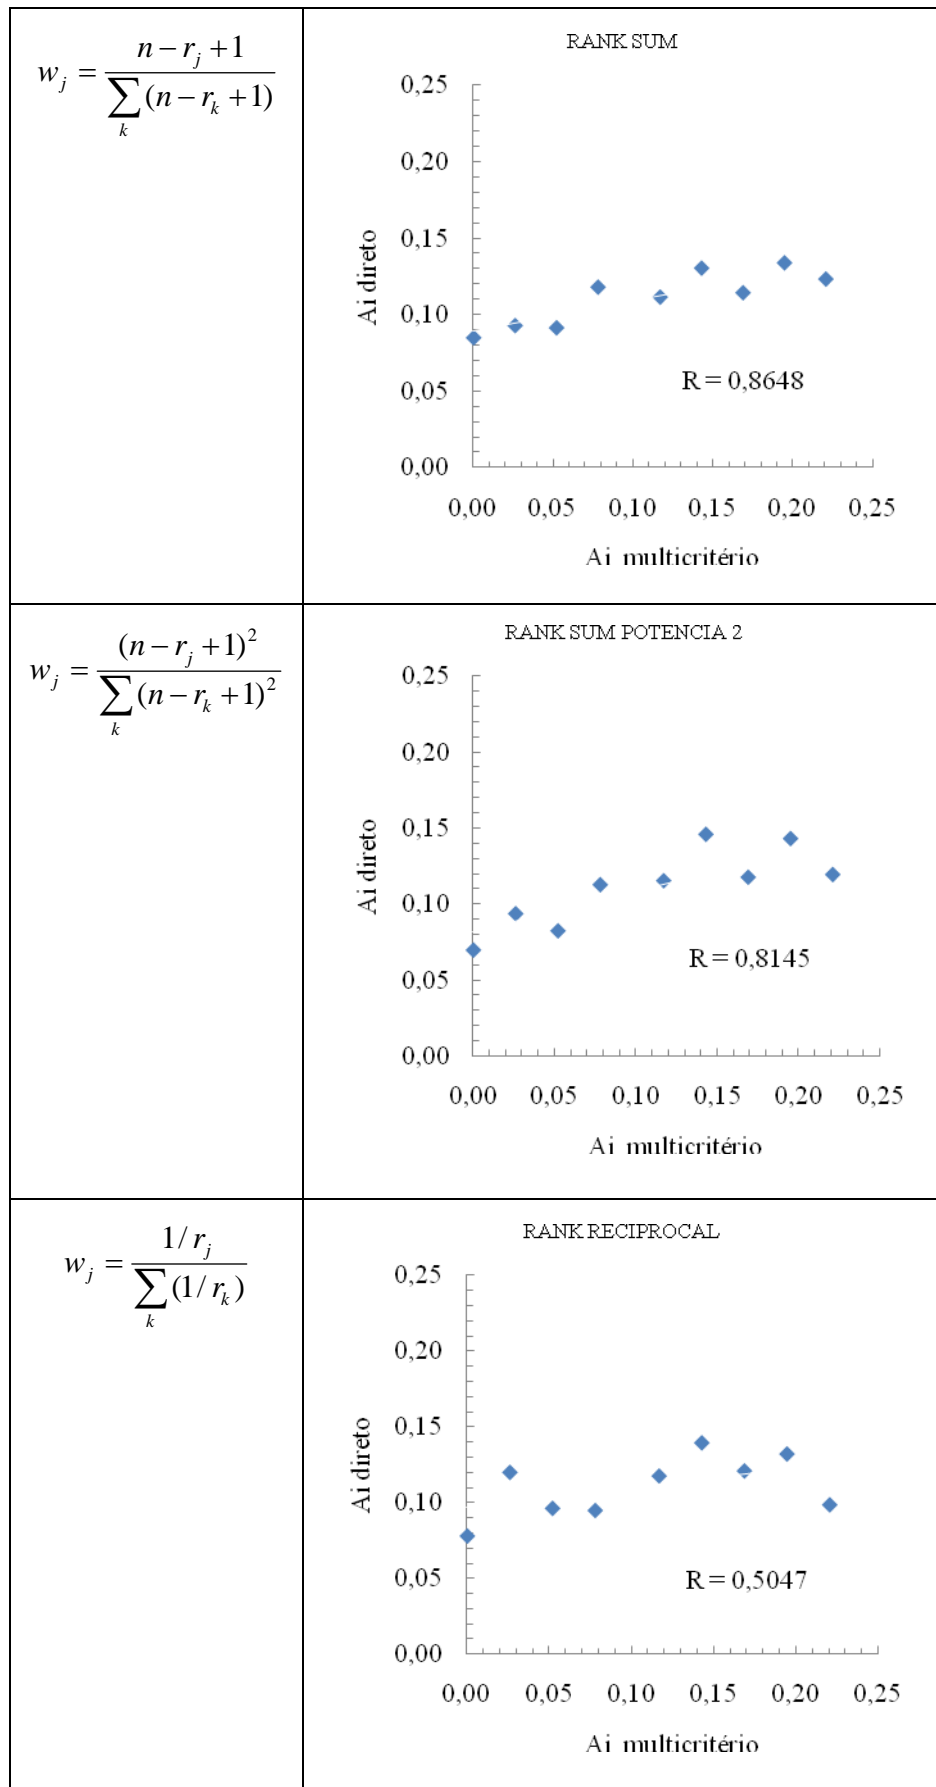 w_j = \frac{n - r_j + 1}{\sum_k (n - r_k + 1)}
RANK SUM
0,25
0,20
0,15
0,10
0,05
0,00
Ai direto
R = 0,8648
0,00 0,05 0,10 0,15 0,20 0,25
Ai multicritério
w_j = \frac{(n - r_j + 1)^2}{\sum_k (n - r_k + 1)^2}
RANK SUM POTENCIA 2
0,25
0,20
0,15
0,10
0,05
0,00
Ai direto
R = 0,8145
0,00 0,05 0,10 0,15 0,20 0,25
Ai multicritério
w_j = \frac{1/r_j}{\sum_k (1/r_k)}
RANK RECIPROCAL
0,25
0,20
0,15
0,10
0,05
0,00
Ai direto
R = 0,5047
0,00 0,05 0,10 0,15 0,20 0,25
Ai multicritério